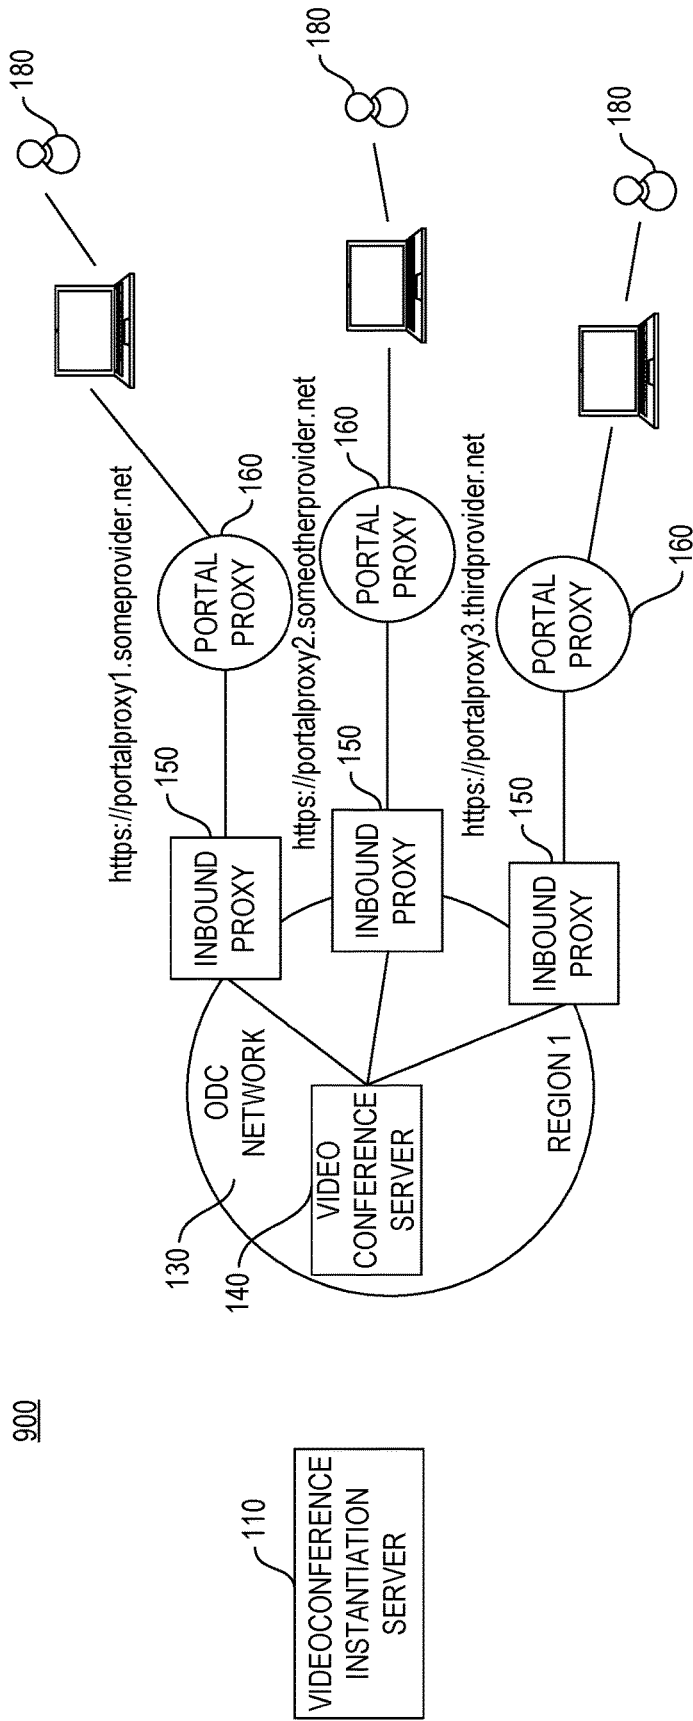 900
VIDEOCONFERENCE
INSTANTIATION
SERVER
110
130
140
ODC
NETWORK
VIDEO
CONFERENCE
SERVER
REGION 1
INBOUND
PROXY
150
https://portalproxy1.someprovider.net
PORTAL
PROXY
160
180
INBOUND
PROXY
150
https://portalproxy2.someotherprovider.net
PORTAL
PROXY
160
180
INBOUND
PROXY
150
https://portalproxy3.thirdprovider.net
PORTAL
PROXY
160
180